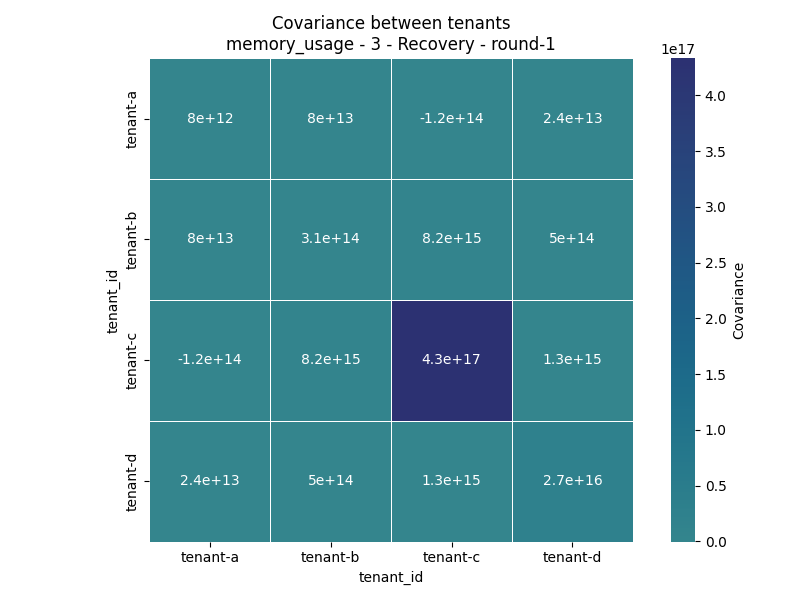 Covariance between tenants
memory_usage - 3 - Recovery - round-1
1e17
tenant-a
8e+12
8e+13
-1.2e+14
2.4e+13
tenant-b
8e+13
3.1e+14
8.2e+15
5e+14
tenant-c
-1.2e+14
8.2e+15
4.3e+17
1.3e+15
tenant-d
2.4e+13
5e+14
1.3e+15
2.7e+16
tenant_id
tenant-a
tenant-b
tenant-c
tenant-d
tenant_id
4.0
3.5
3.0
2.5
2.0
1.5
1.0
0.5
0.0
Covariance